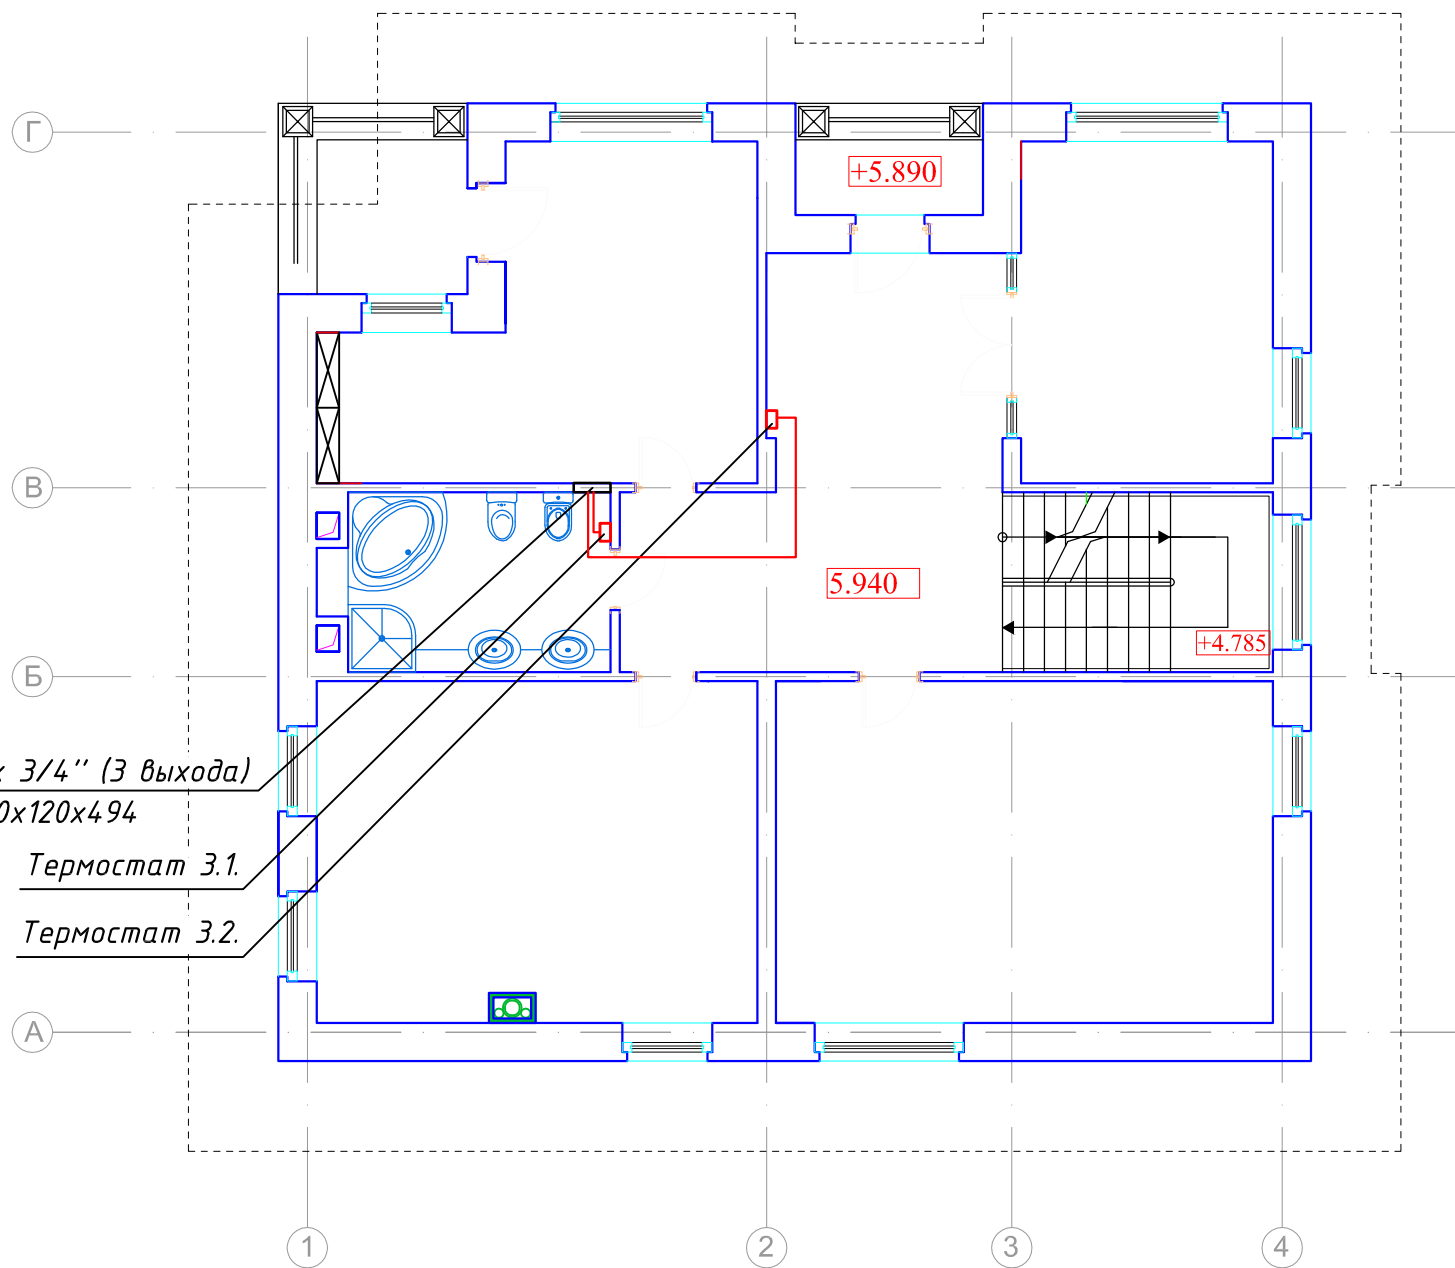 Г
+5.890
В
5.940
+4.785
Б
3/4'' (3 выхода)
0x120x494
Термостат 3.1.
Термостат 3.2.
А
1
2
3
4